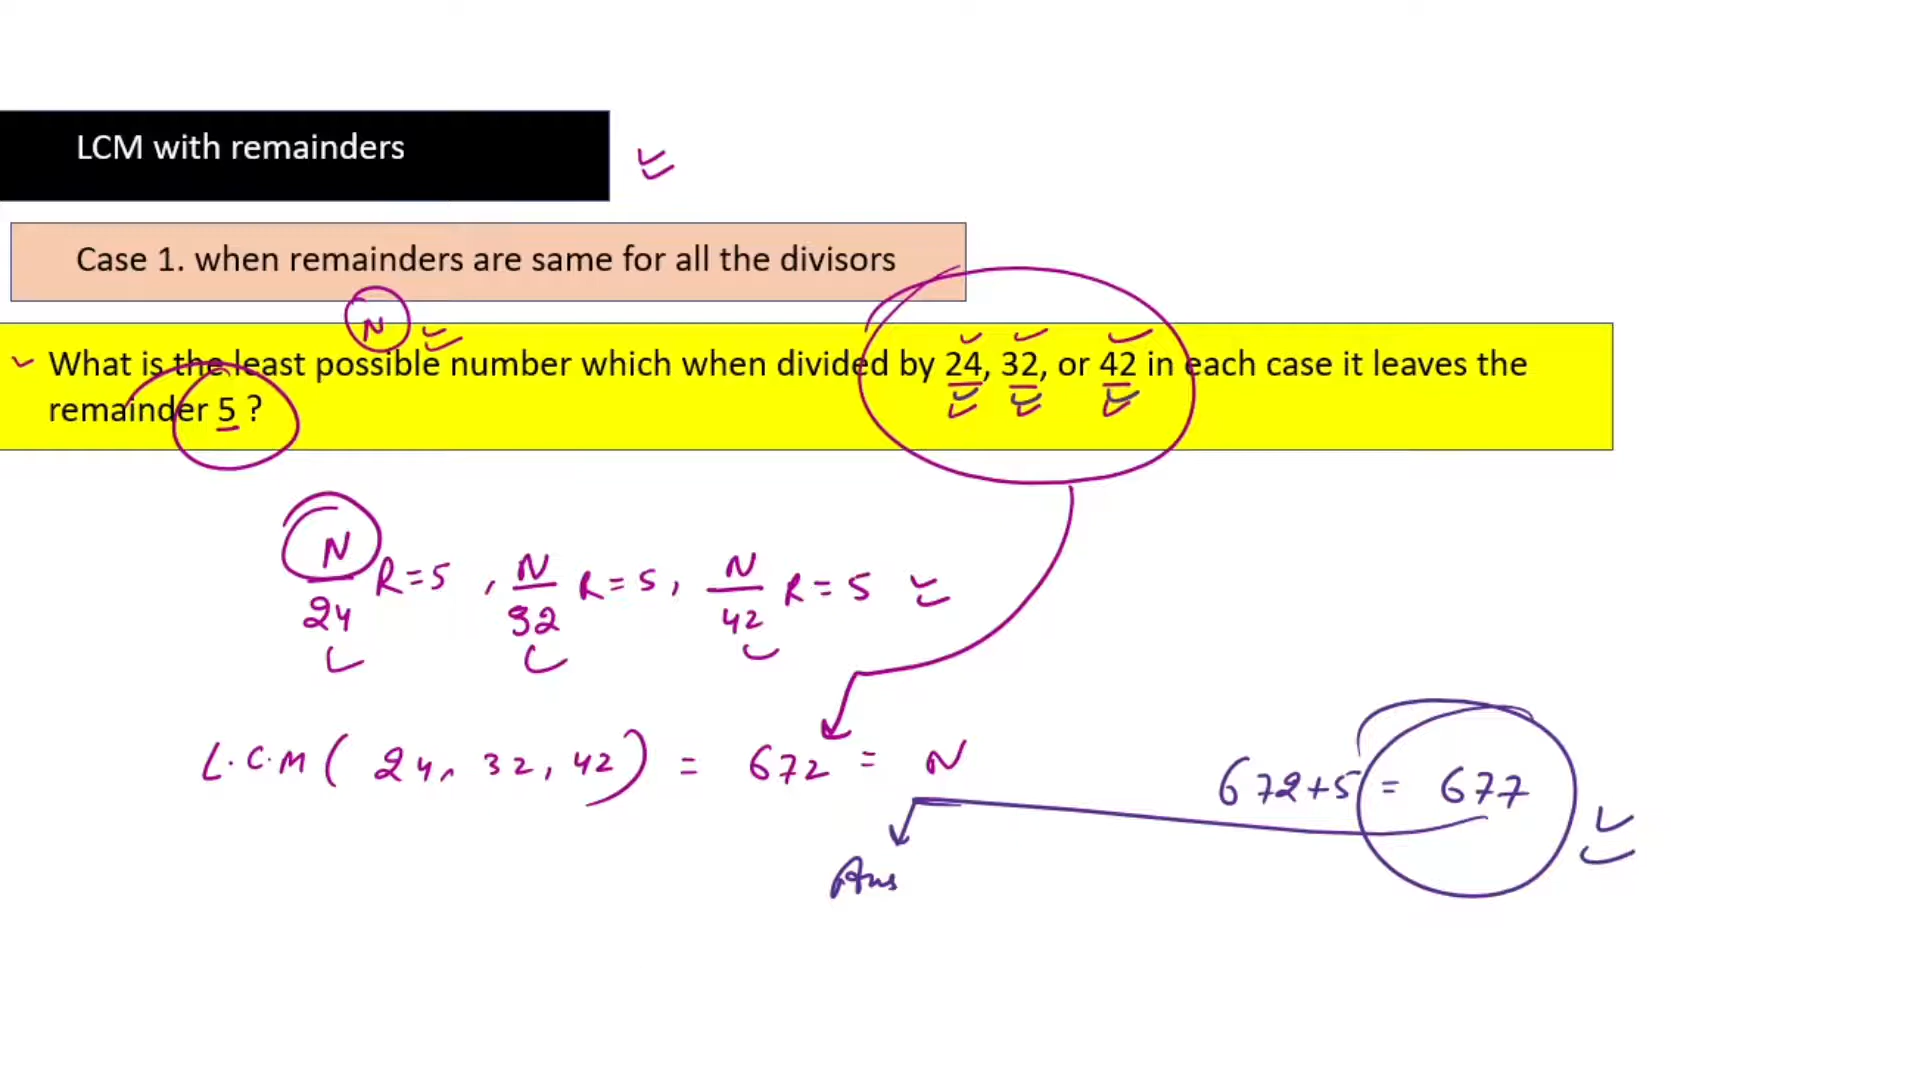 LCM with remainders
Case 1. when remainders are same for all the divisors
N
What is the least possible number which when divided by 24, 32, or 42 in each case it leaves the
remainder 5 ?
N/24 R=5 , N/32 R=5, N/42 R=5
L.C.M ( 24, 32, 42 ) = 672 = N
672+5 = 677
Ans